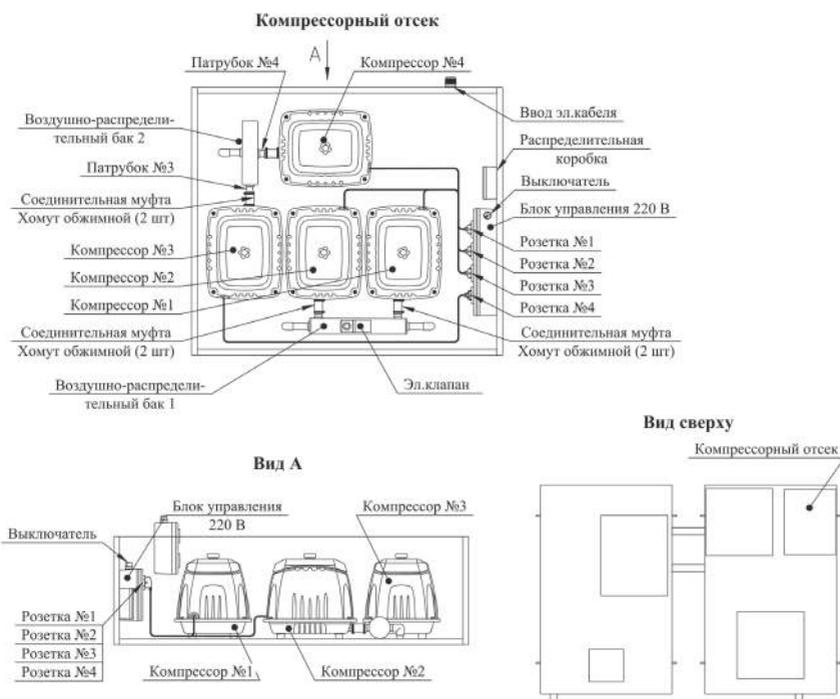 Компрессорный отсек
Патрубок №4
А
Компрессор №4
Воздушно-распредели-
тельный бак 2
Ввод эл.кабеля
Распределительная
коробка
Патрубок №3
Выключатель
Соединительная муфта
Хомут обжимной (2 шт)
Блок управления 220 В
Компрессор №3
Розетка №1
Компрессор №2
Розетка №2
Розетка №3
Компрессор №1
Розетка №4
Соединительная муфта
Хомут обжимной (2 шт)
Соединительная муфта
Хомут обжимной (2 шт)
Воздушно-распредели-
тельный бак 1
Эл.клапан
Вид сверху
Компрессорный отсек
Вид А
Блок управления
220 В
Компрессор №3
Выключатель
Розетка №1
Розетка №2
Розетка №3
Розетка №4
Компрессор №1
Компрессор №2